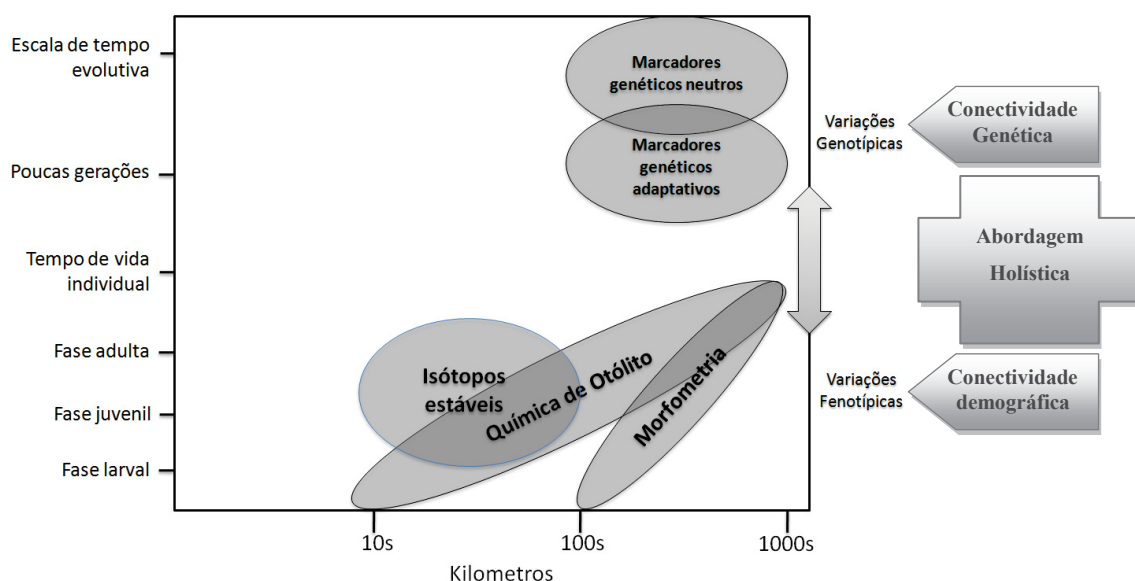 Escala de tempo
evolutiva
Poucas gerações
Tempo de vida
individual
Fase adulta
Fase juvenil
Fase larval
Marcadores
genéticos neutros
Marcadores
genéticos
adaptativos
Isótopos
estáveis
Química de Otólito
Morfometria
10s
100s
1000s
Kilometros
Variações
Genotípicas
Conectividade
Genética
Abordagem
Holística
Variações
Fenotípicas
Conectividade
demográfica